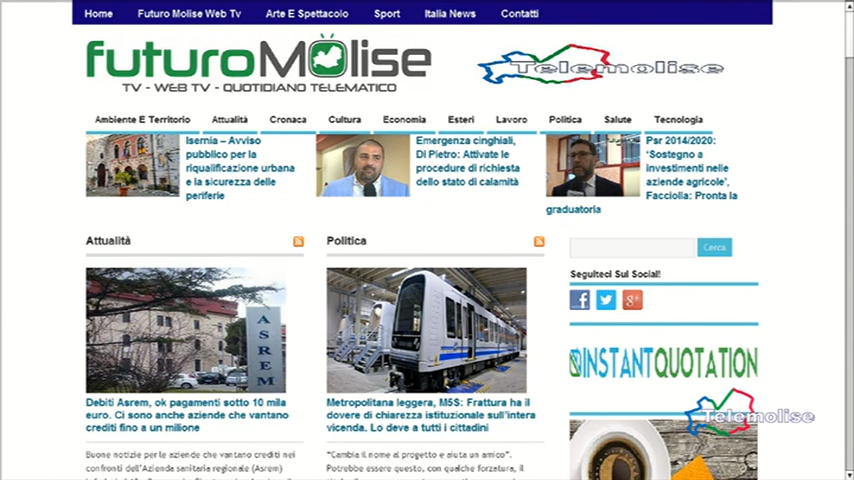 Home Futuro Molise Web Tv Arte E Spettacolo Sport Italia News Contatti
futuroMolise
TV - WEB TV - QUOTIDIANO TELEMATICO
Telemolise
Ambiente E Territorio Attualità Cronaca Cultura Economia Esteri Lavoro Politica Salute Tecnologia
Isernia – Avviso
pubblico per la
riqualificazione urbana
e la sicurezza delle
periferie
Emergenza cinghiali,
Di Pietro: Attivate le
procedure di richiesta
dello stato di calamità
Psr 2014/2020:
‘Sostegno a
investimenti nelle
aziende agricole’,
Facciolla: Pronta la
graduatoria
Attualità
ASREM
Debiti Asrem, ok pagamenti sotto 10 mila
euro. Ci sono anche aziende che vantano
crediti fino a un milione
Buone notizie per le aziende che vantano crediti nei
confronti dell’Azienda sanitaria regionale (Asrem)
Politica
Metropolitana leggera, M5S: Frattura ha il
dovere di chiarezza istituzionale sull’intera
vicenda. Lo deve a tutti i cittadini
“Cambia il nome al progetto e aiuta un amico”.
Potrebbe essere questo, con qualche forzatura, il
Cerca
Seguiteci Sui Social!
INSTANTQUOTATION
Telemolise